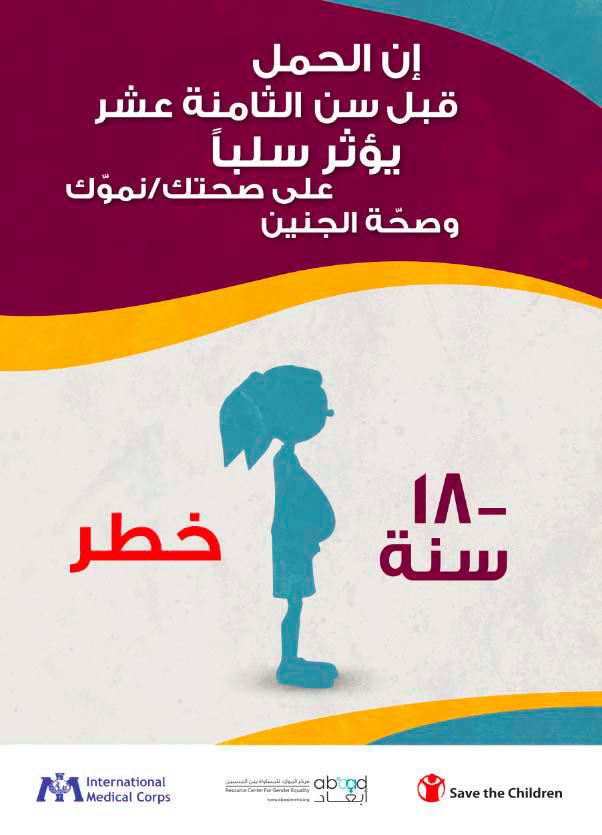 إن الحمل
قبل سن الثامنة عشر
يؤثر سلباً
على صحتك/نموّك
وصحّة الجنين
-١٨
سنة
خطر
International
Medical Corps
مركز الموارد للمساواة بين الجنسين
Resource Center For Gender Equality
www.abaadmena.org
abaad
أبعاد
Save the Children